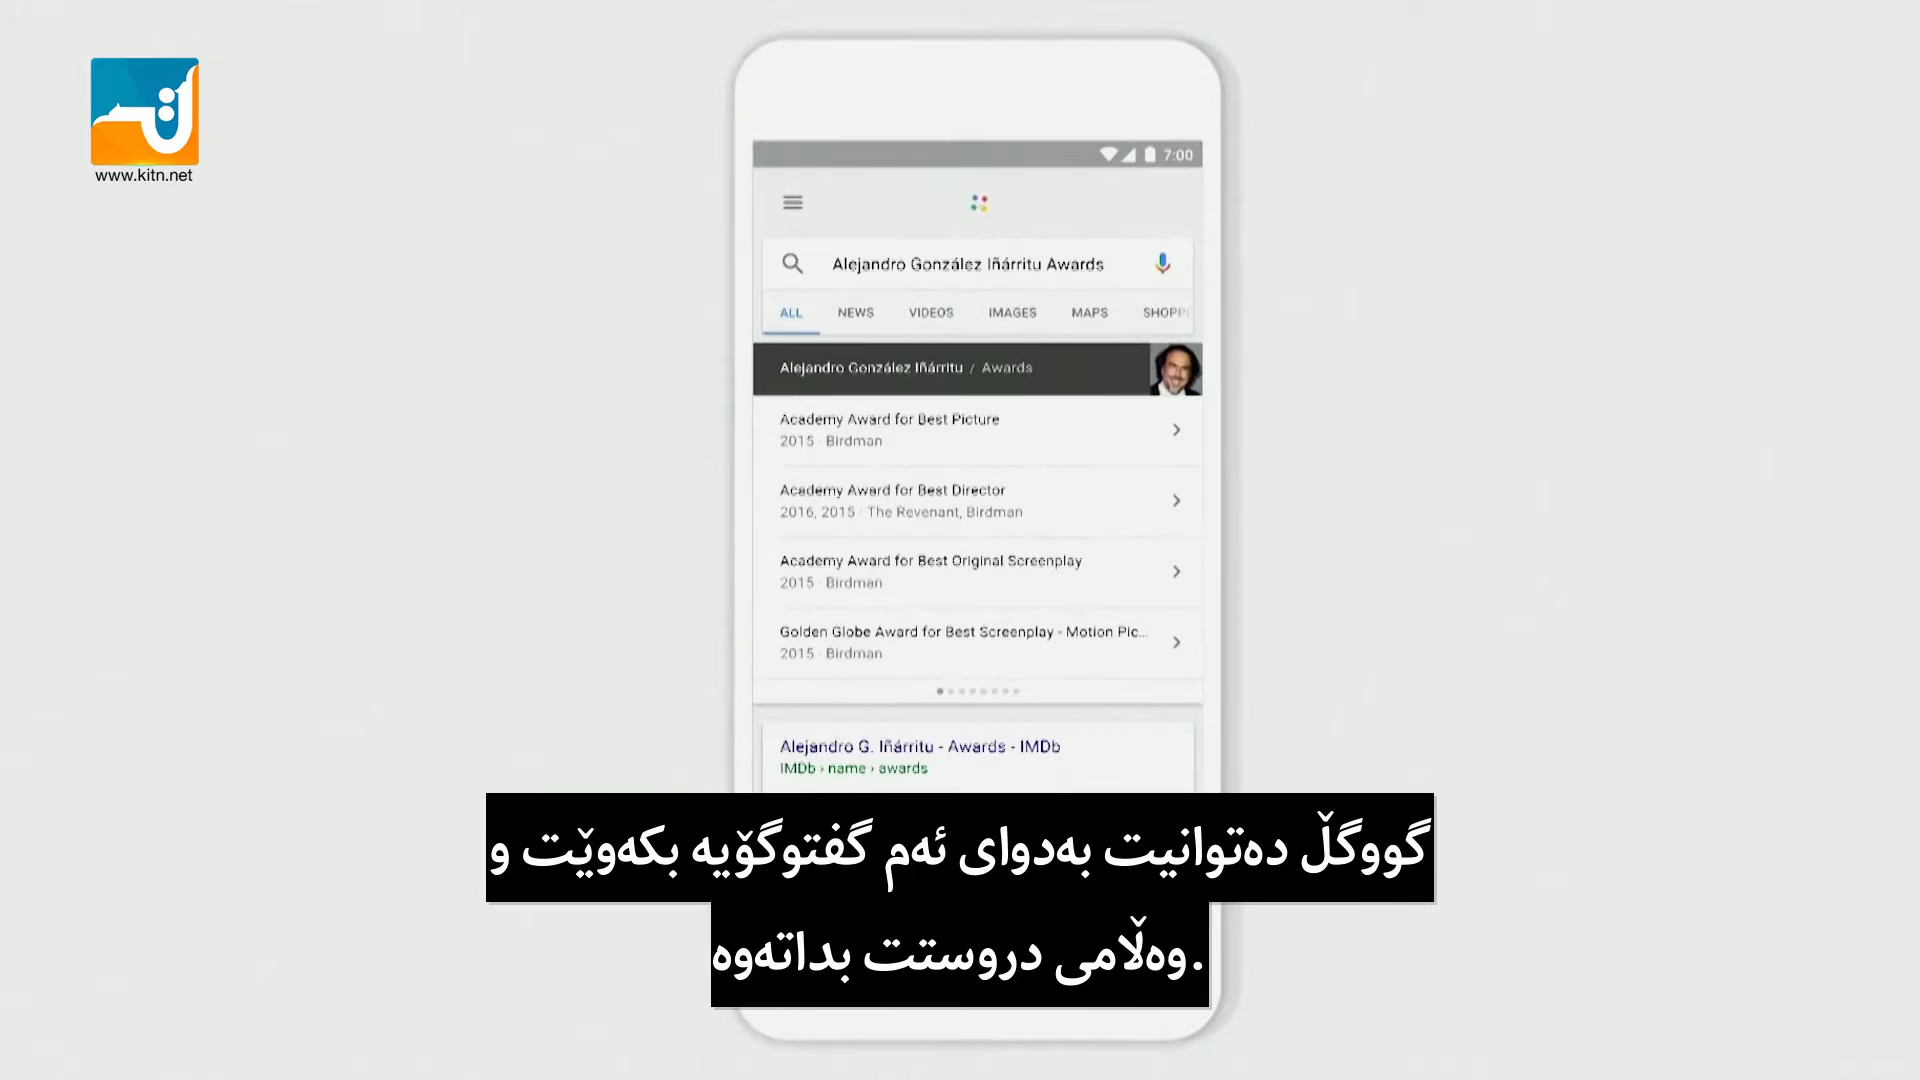 www.kitn.net
7:00
Alejandro González Iñárritu Awards
ALL NEWS VIDEOS IMAGES MAPS SHOPPI
Alejandro González Iñárritu / Awards
Academy Award for Best Picture
2015 · Birdman
Academy Award for Best Director
2016, 2015 · The Revenant, Birdman
Academy Award for Best Original Screenplay
2015 · Birdman
Golden Globe Award for Best Screenplay - Motion Pic...
2015 · Birdman
Alejandro G. Iñárritu - Awards - IMDb
IMDb › name › awards
گووگڵ دەتوانیت بەدوای ئەم گفتوگۆیە بکەوێت و
وەڵامی دروستت بداتەوە.